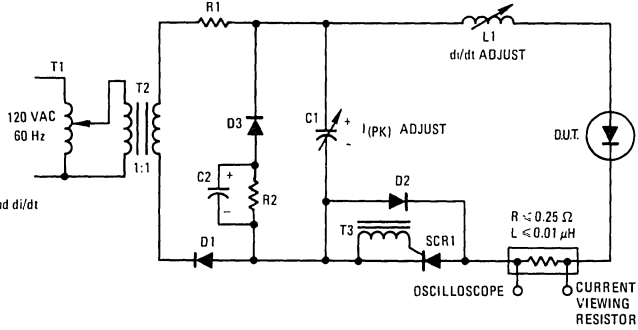 R1
L1
di/dt ADJUST
T1
T2
120 VAC
60 Hz
1:1
D3
C1
+
-
I(PK) ADJUST
D.U.T.
C2
+
-
R2
D2
T3
SCR1
R ⩽ 0.25 Ω
L ⩽ 0.01 μH
nd di/dt
D1
OSCILLOSCOPE
CURRENT
VIEWING
RESISTOR